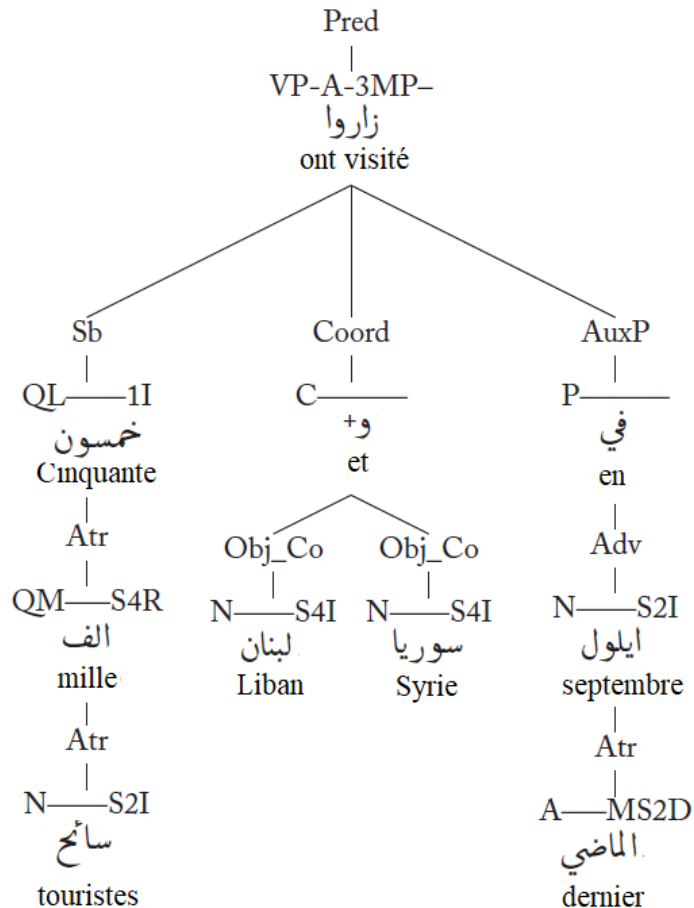 Pred
VP-A-3MP–
زاروا
ont visité
Sb Coord AuxP
QL——1I C——— P———
خمسون و+ في
Cinquante et en
Atr Obj_Co Obj_Co Adv
QM——S4R N——S4I N——S4I N——S2I
الف لبنان سوريا ايلول
mille Liban Syrie septembre
Atr Atr
N——S2I A——MS2D
سائح الماضي
touristes dernier